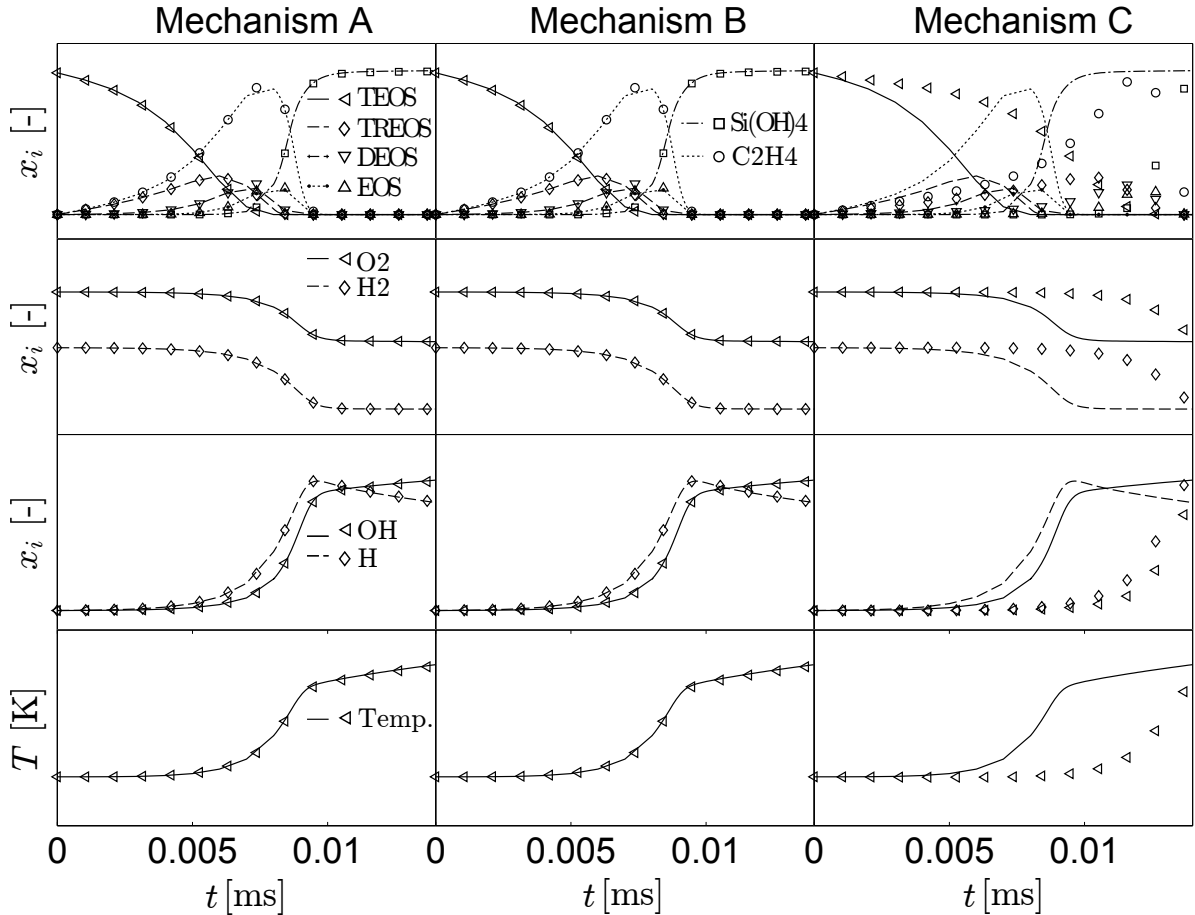 Mechanism A Mechanism B Mechanism C
x_i [-]
TEOS
TREOS
DEOS
EOS
Si(OH)4
C2H4
x_i [-]
O2
H2
x_i [-]
OH
H
T [K]
Temp.
0 0.005 0.01 0 0.005 0.01 0 0.005 0.01
t [ms] t [ms] t [ms]